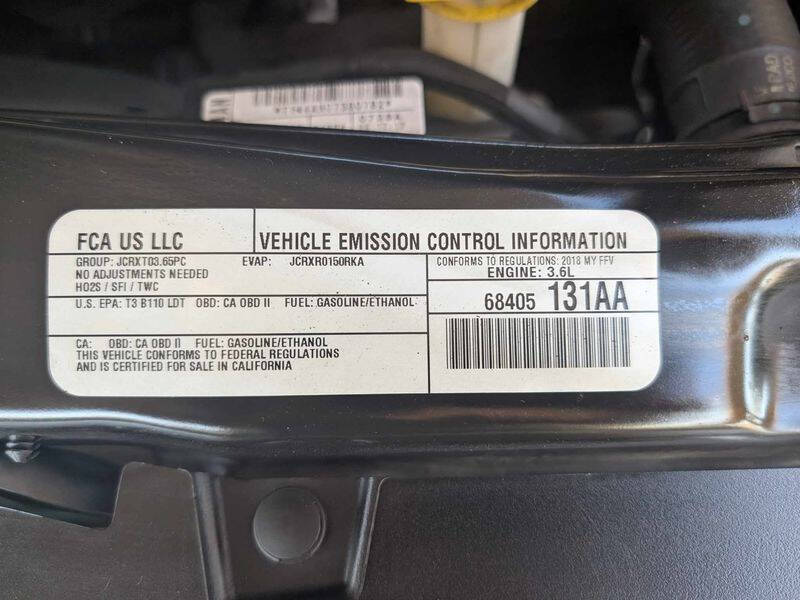 FCA US LLC
VEHICLE EMISSION CONTROL INFORMATION
GROUP: JCRXT03.65PC EVAP: JCRXR0150RKA
NO ADJUSTMENTS NEEDED
HO2S / SFI / TWC
CONFORMS TO REGULATIONS: 2018 MY FFV
ENGINE: 3.6L
U.S. EPA: T3 B110 LDT OBD: CA OBD II FUEL: GASOLINE/ETHANOL
68405 131AA
CA: OBD: CA OBD II FUEL: GASOLINE/ETHANOL
THIS VEHICLE CONFORMS TO FEDERAL REGULATIONS
AND IS CERTIFIED FOR SALE IN CALIFORNIA